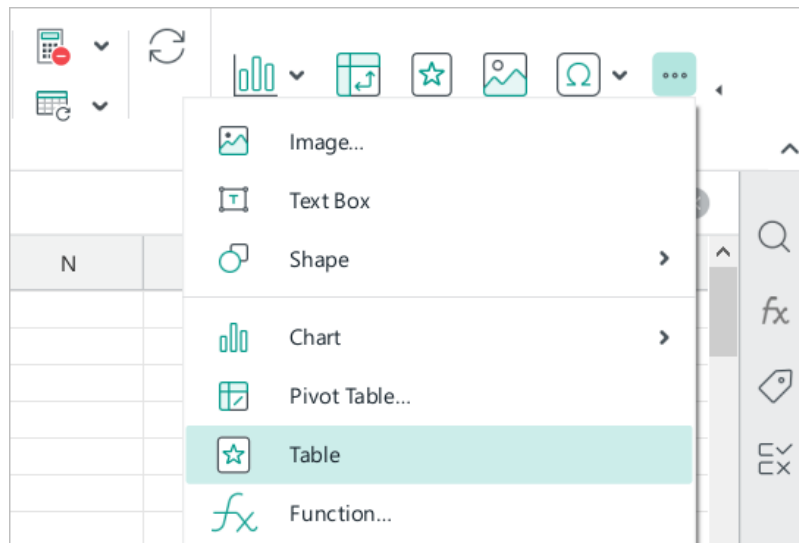 Image...
Text Box
N
Shape
Chart
Pivot Table...
Table
Function...